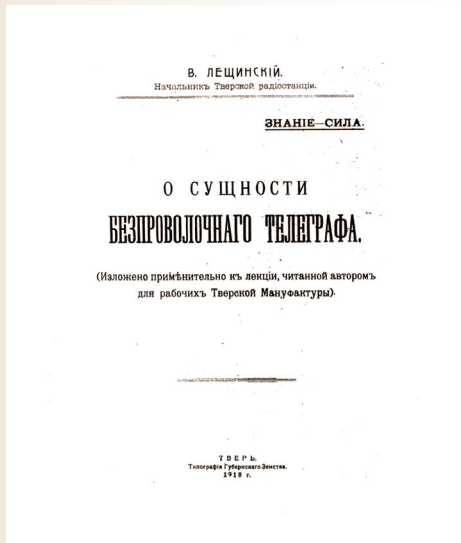 В. ЛЕЩИНСКІЙ.
Начальникъ Тверской радіостанціи.
ЗНАНІЕ—СИЛА.
О СУЩНОСТИ
БЕЗПРОВОЛОЧНАГО ТЕЛЕГРАФА.
(Изложено примѣнительно къ лекціи, читанной авторомъ
для рабочихъ Тверской Мануфактуры).
ТВЕРЬ.
Типографія Губернскаго Земства.
1918 г.